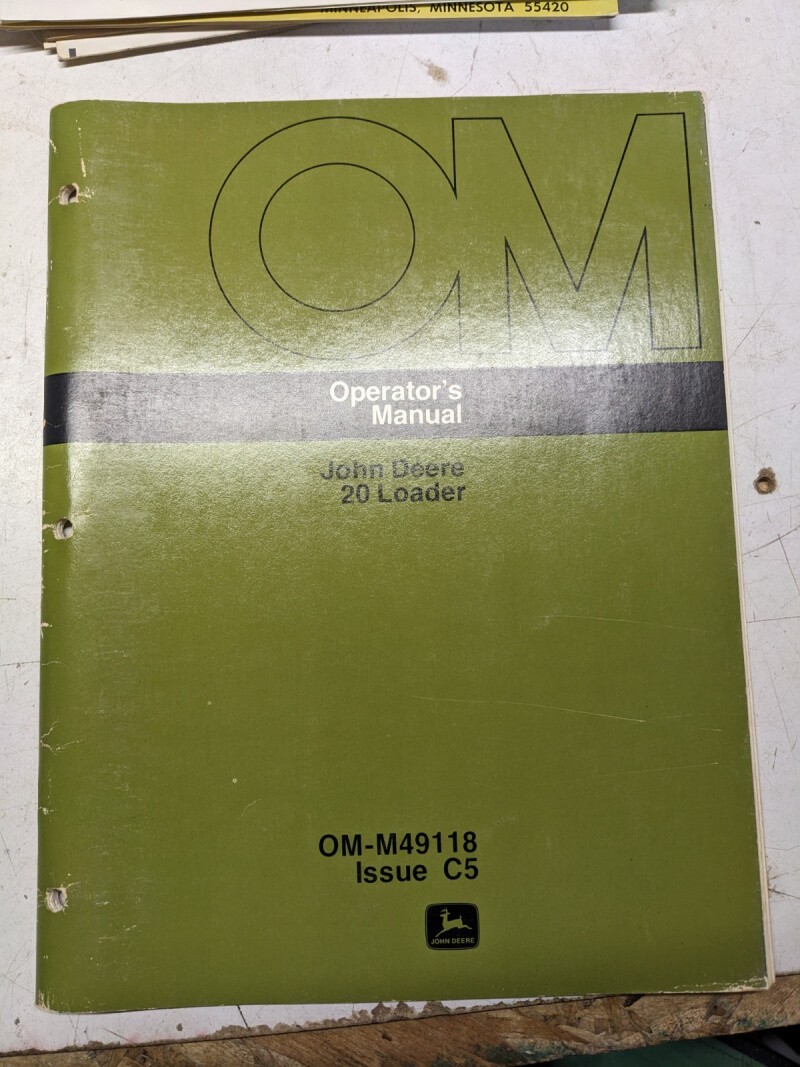 MINNEAPOLIS, MINNESOTA 55420
OM
Operator's
Manual
John Deere
20 Loader
OM-M49118
Issue C5
JOHN DEERE